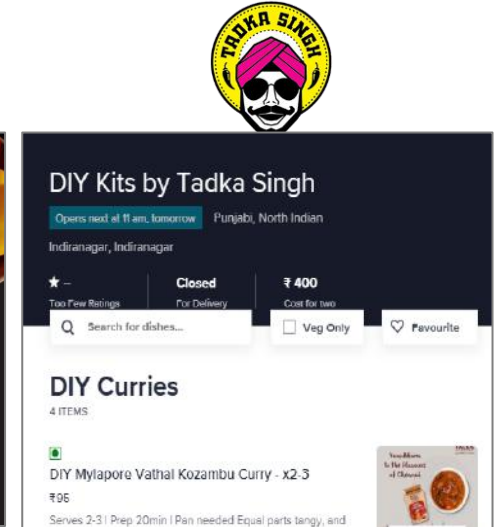 TADKA SINGH
DIY Kits by Tadka Singh
Opens next at 11 am, tomorrow Punjabi, North Indian
Indiranagar, Indiranagar
★ – Closed ₹ 400
Too Few Ratings For Delivery Cost for two
Search for dishes... Veg Only Favourite
DIY Curries
4 ITEMS
DIY Mylapore Vathal Kozambu Curry - x2-3
₹95
Serves 2-3 | Prep 20min | Pan needed Equal parts tangy, and